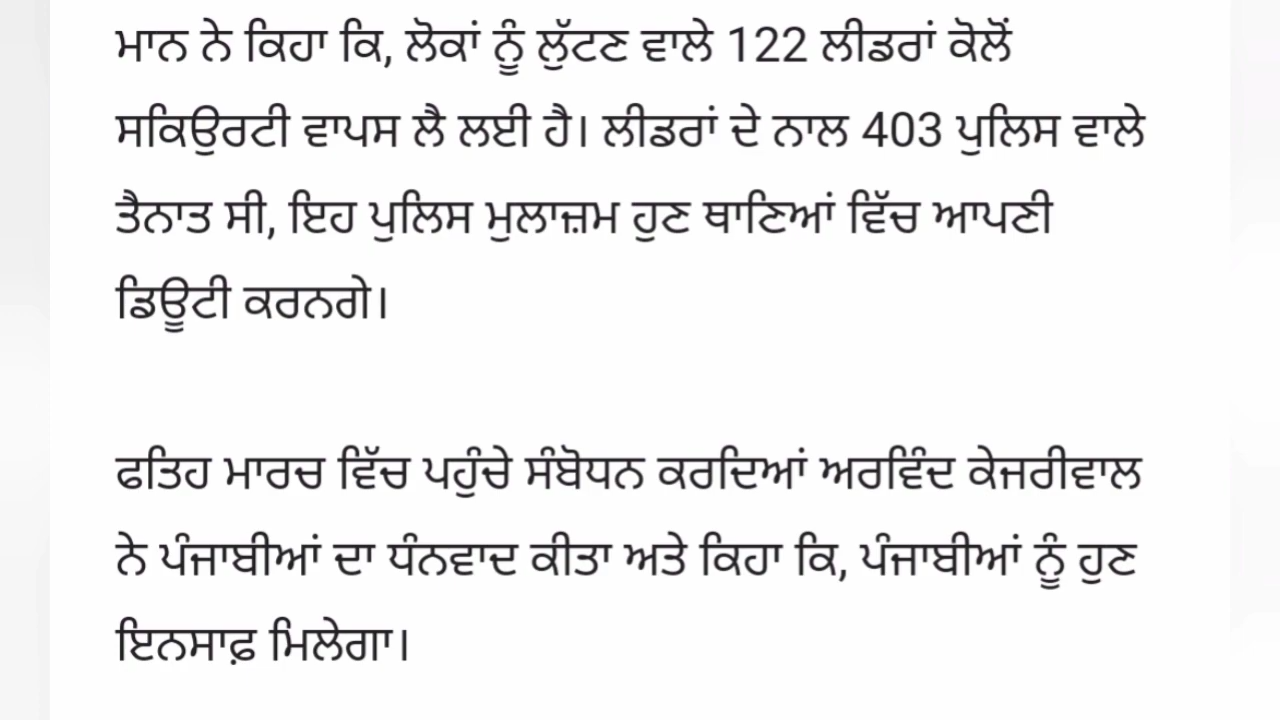 ਮਾਨ ਨੇ ਕਿਹਾ ਕਿ, ਲੋਕਾਂ ਨੂੰ ਲੁੱਟਣ ਵਾਲੇ 122 ਲੀਡਰਾਂ ਕੋਲੋਂ
ਸਕਿਉਰਟੀ ਵਾਪਸ ਲੈ ਲਈ ਹੈ। ਲੀਡਰਾਂ ਦੇ ਨਾਲ 403 ਪੁਲਿਸ ਵਾਲੇ
ਤੈਨਾਤ ਸੀ, ਇਹ ਪੁਲਿਸ ਮੁਲਾਜ਼ਮ ਹੁਣ ਥਾਣਿਆਂ ਵਿੱਚ ਆਪਣੀ
ਡਿਊਟੀ ਕਰਨਗੇ।
ਫਤਿਹ ਮਾਰਚ ਵਿੱਚ ਪਹੁੰਚੇ ਸੰਬੋਧਨ ਕਰਦਿਆਂ ਅਰਵਿੰਦ ਕੇਜਰੀਵਾਲ
ਨੇ ਪੰਜਾਬੀਆਂ ਦਾ ਧੰਨਵਾਦ ਕੀਤਾ ਅਤੇ ਕਿਹਾ ਕਿ, ਪੰਜਾਬੀਆਂ ਨੂੰ ਹੁਣ
ਇਨਸਾਫ਼ ਮਿਲੇਗਾ।